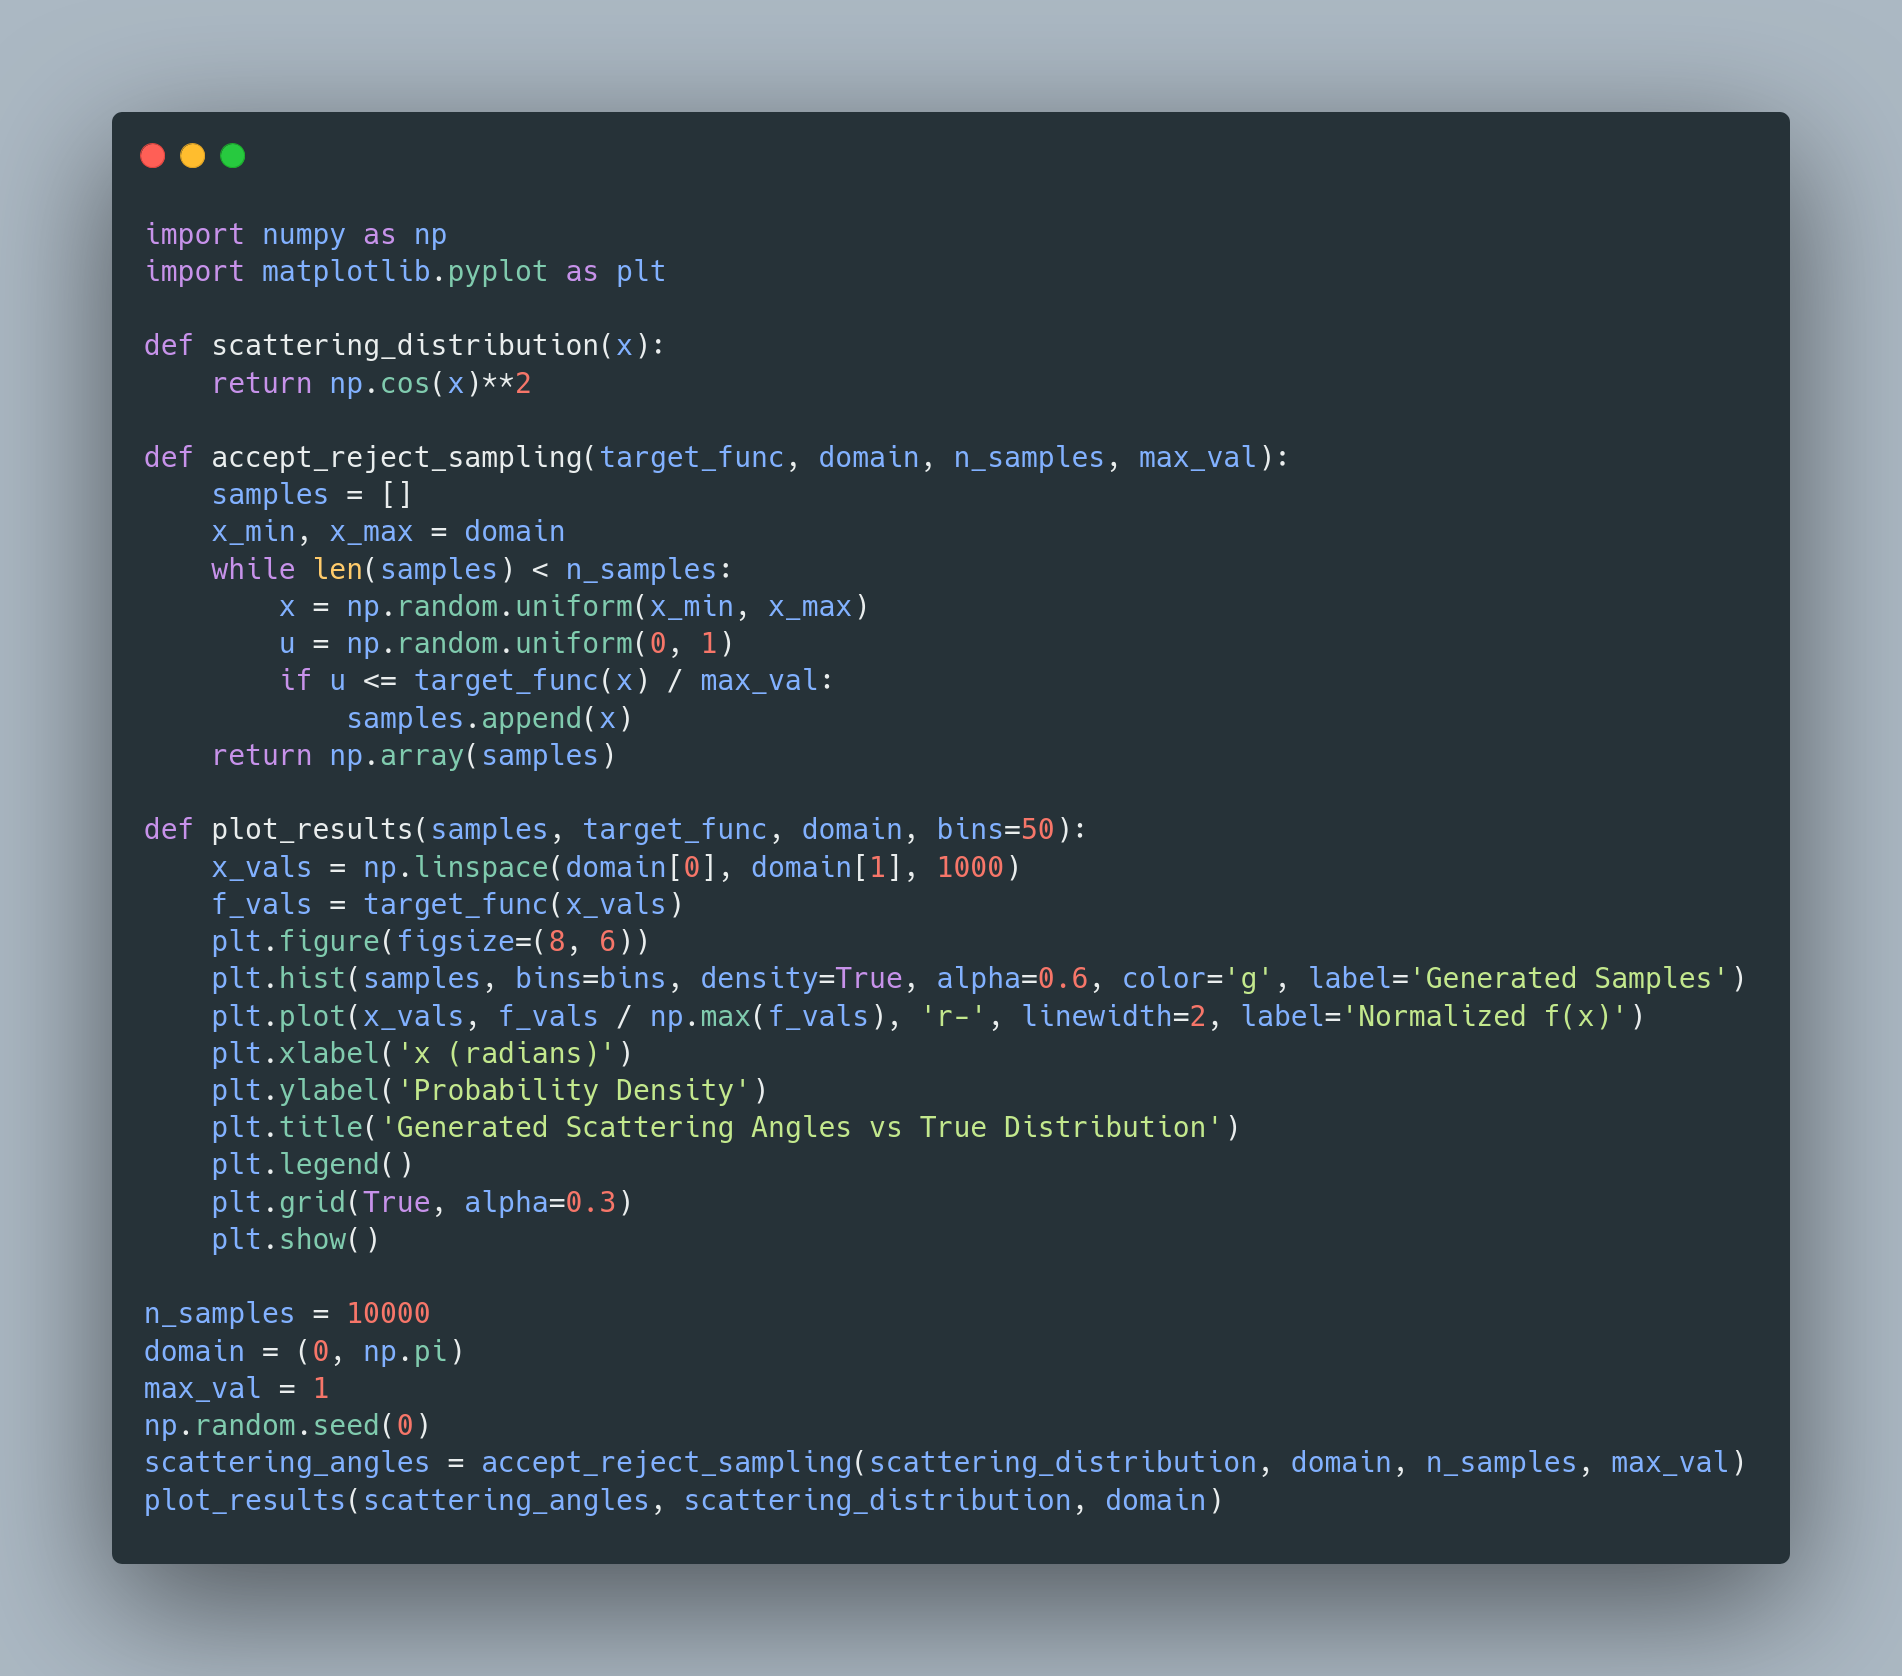 import numpy as np
import matplotlib.pyplot as plt

def scattering_distribution(x):
    return np.cos(x)**2

def accept_reject_sampling(target_func, domain, n_samples, max_val):
    samples = []
    x_min, x_max = domain
    while len(samples) < n_samples:
        x = np.random.uniform(x_min, x_max)
        u = np.random.uniform(0, 1)
        if u <= target_func(x) / max_val:
            samples.append(x)
    return np.array(samples)

def plot_results(samples, target_func, domain, bins=50):
    x_vals = np.linspace(domain[0], domain[1], 1000)
    f_vals = target_func(x_vals)
    plt.figure(figsize=(8, 6))
    plt.hist(samples, bins=bins, density=True, alpha=0.6, color='g', label='Generated Samples')
    plt.plot(x_vals, f_vals / np.max(f_vals), 'r-', linewidth=2, label='Normalized f(x)')
    plt.xlabel('x (radians)')
    plt.ylabel('Probability Density')
    plt.title('Generated Scattering Angles vs True Distribution')
    plt.legend()
    plt.grid(True, alpha=0.3)
    plt.show()

n_samples = 10000
domain = (0, np.pi)
max_val = 1
np.random.seed(0)
scattering_angles = accept_reject_sampling(scattering_distribution, domain, n_samples, max_val)
plot_results(scattering_angles, scattering_distribution, domain)